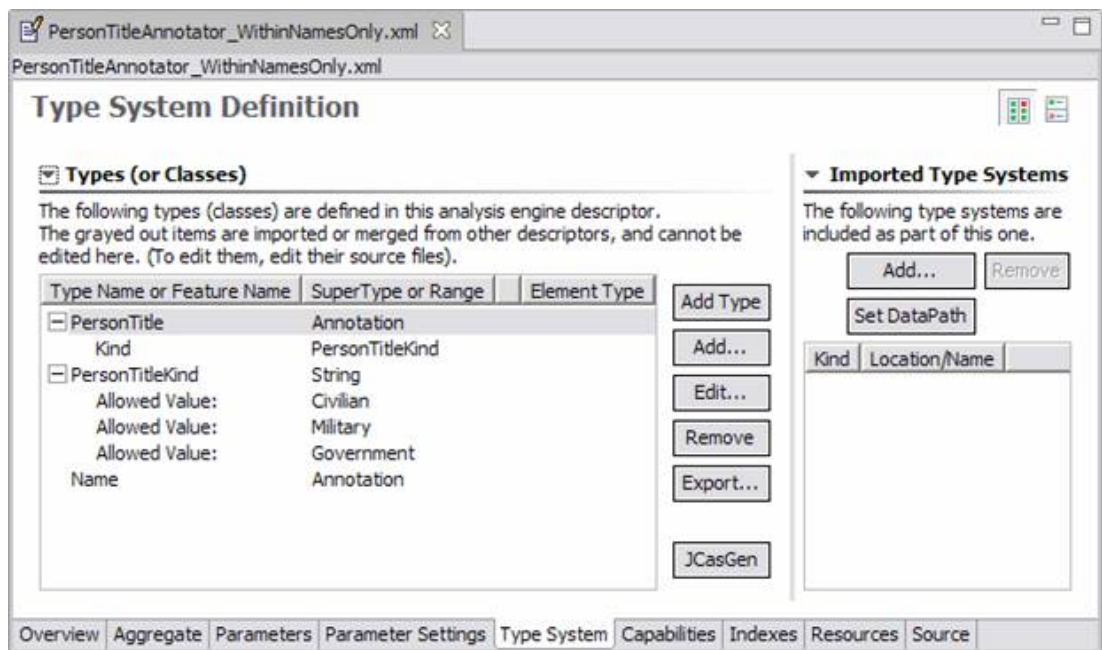 PersonTitleAnnotator_WithinNamesOnly.xml
PersonTitleAnnotator_WithinNamesOnly.xml
Type System Definition
Types (or Classes)
The following types (classes) are defined in this analysis engine descriptor.
The grayed out items are imported or merged from other descriptors, and cannot be
edited here. (To edit them, edit their source files).
Type Name or Feature Name SuperType or Range Element Type
PersonTitle Annotation
Kind PersonTitleKind
PersonTitleKind String
Allowed Value: Civilian
Allowed Value: Military
Allowed Value: Government
Name Annotation
Add Type
Add...
Edit...
Remove
Export...
JCasGen
Imported Type Systems
The following type systems are
included as part of this one.
Add... Remove
Set DataPath
Kind Location/Name
Overview Aggregate Parameters Parameter Settings Type System Capabilities Indexes Resources Source